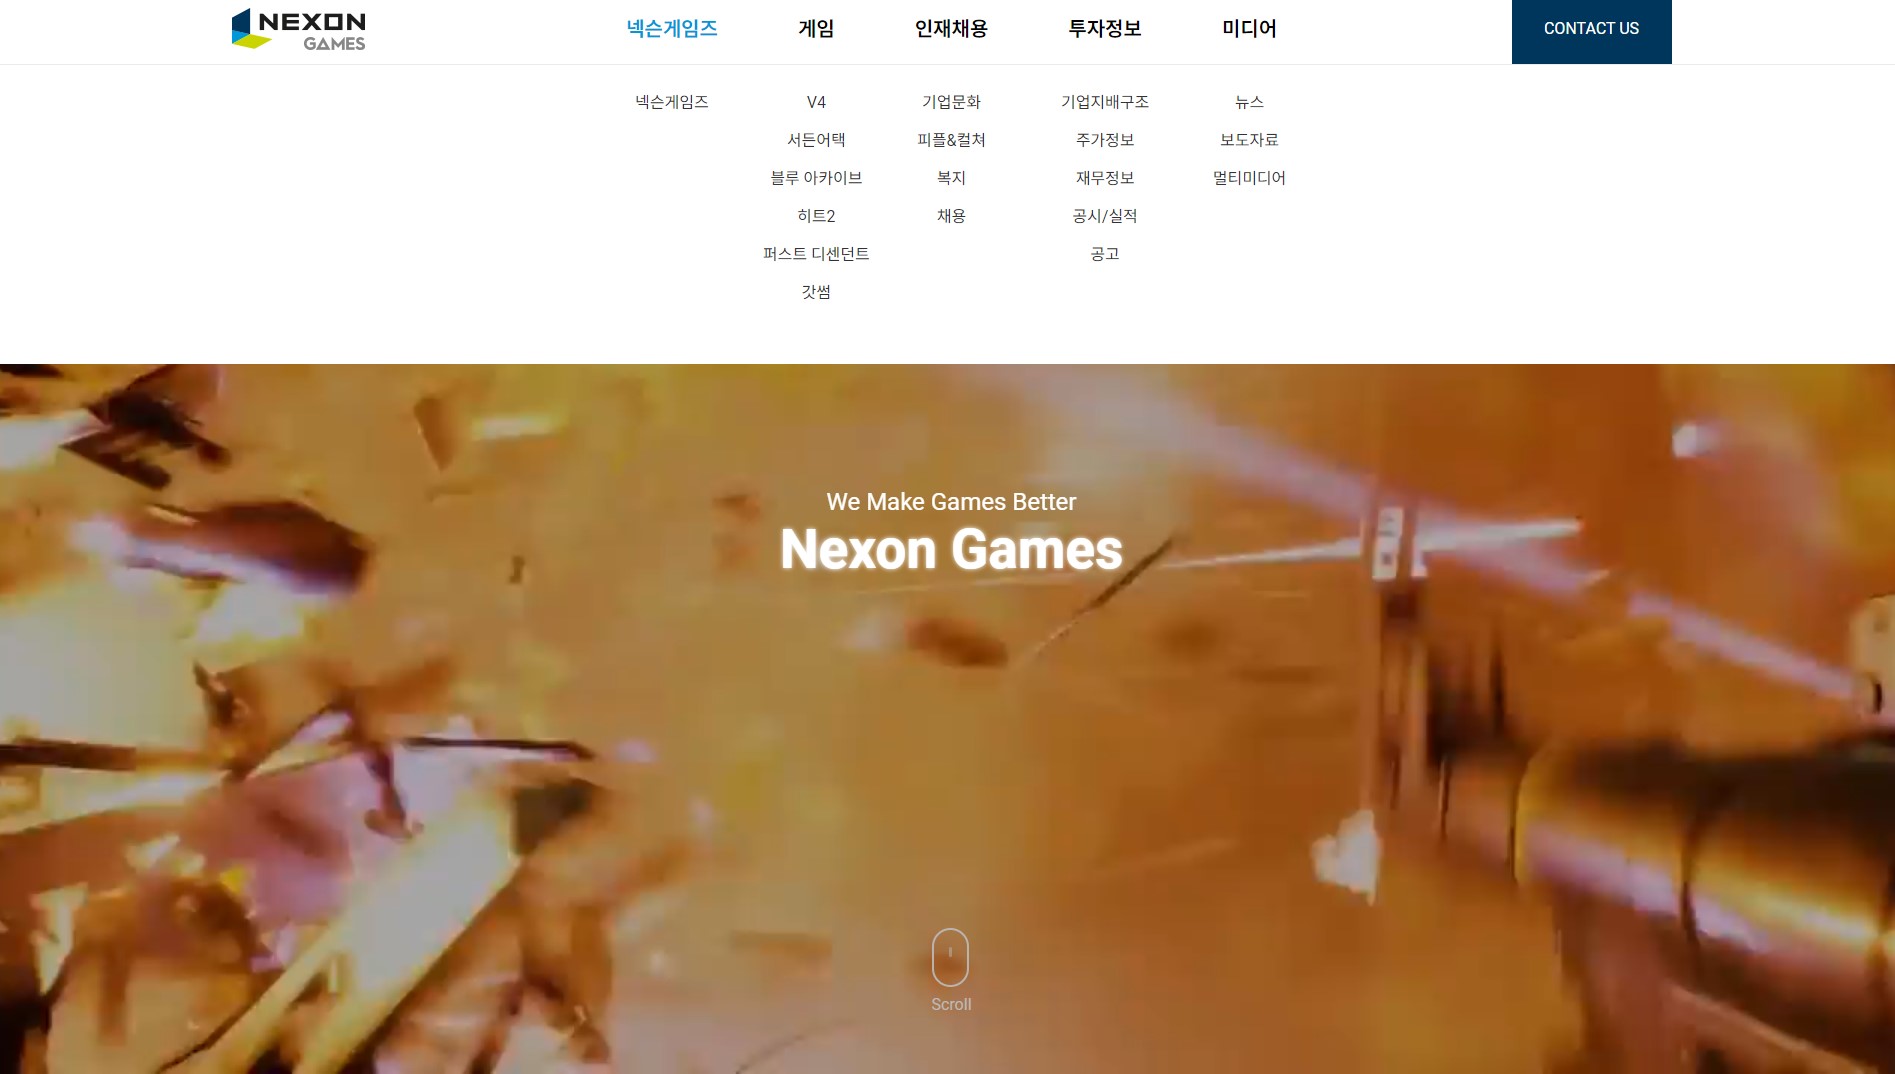 NEXON
GAMES
넥슨게임즈
게임
인재채용
투자정보
미디어
CONTACT US
넥슨게임즈
V4
서든어택
블루 아카이브
히트2
퍼스트 디센던트
갓썸
기업문화
피플&컬쳐
복지
채용
기업지배구조
주가정보
재무정보
공시/실적
공고
뉴스
보도자료
멀티미디어
We Make Games Better
Nexon Games
Scroll